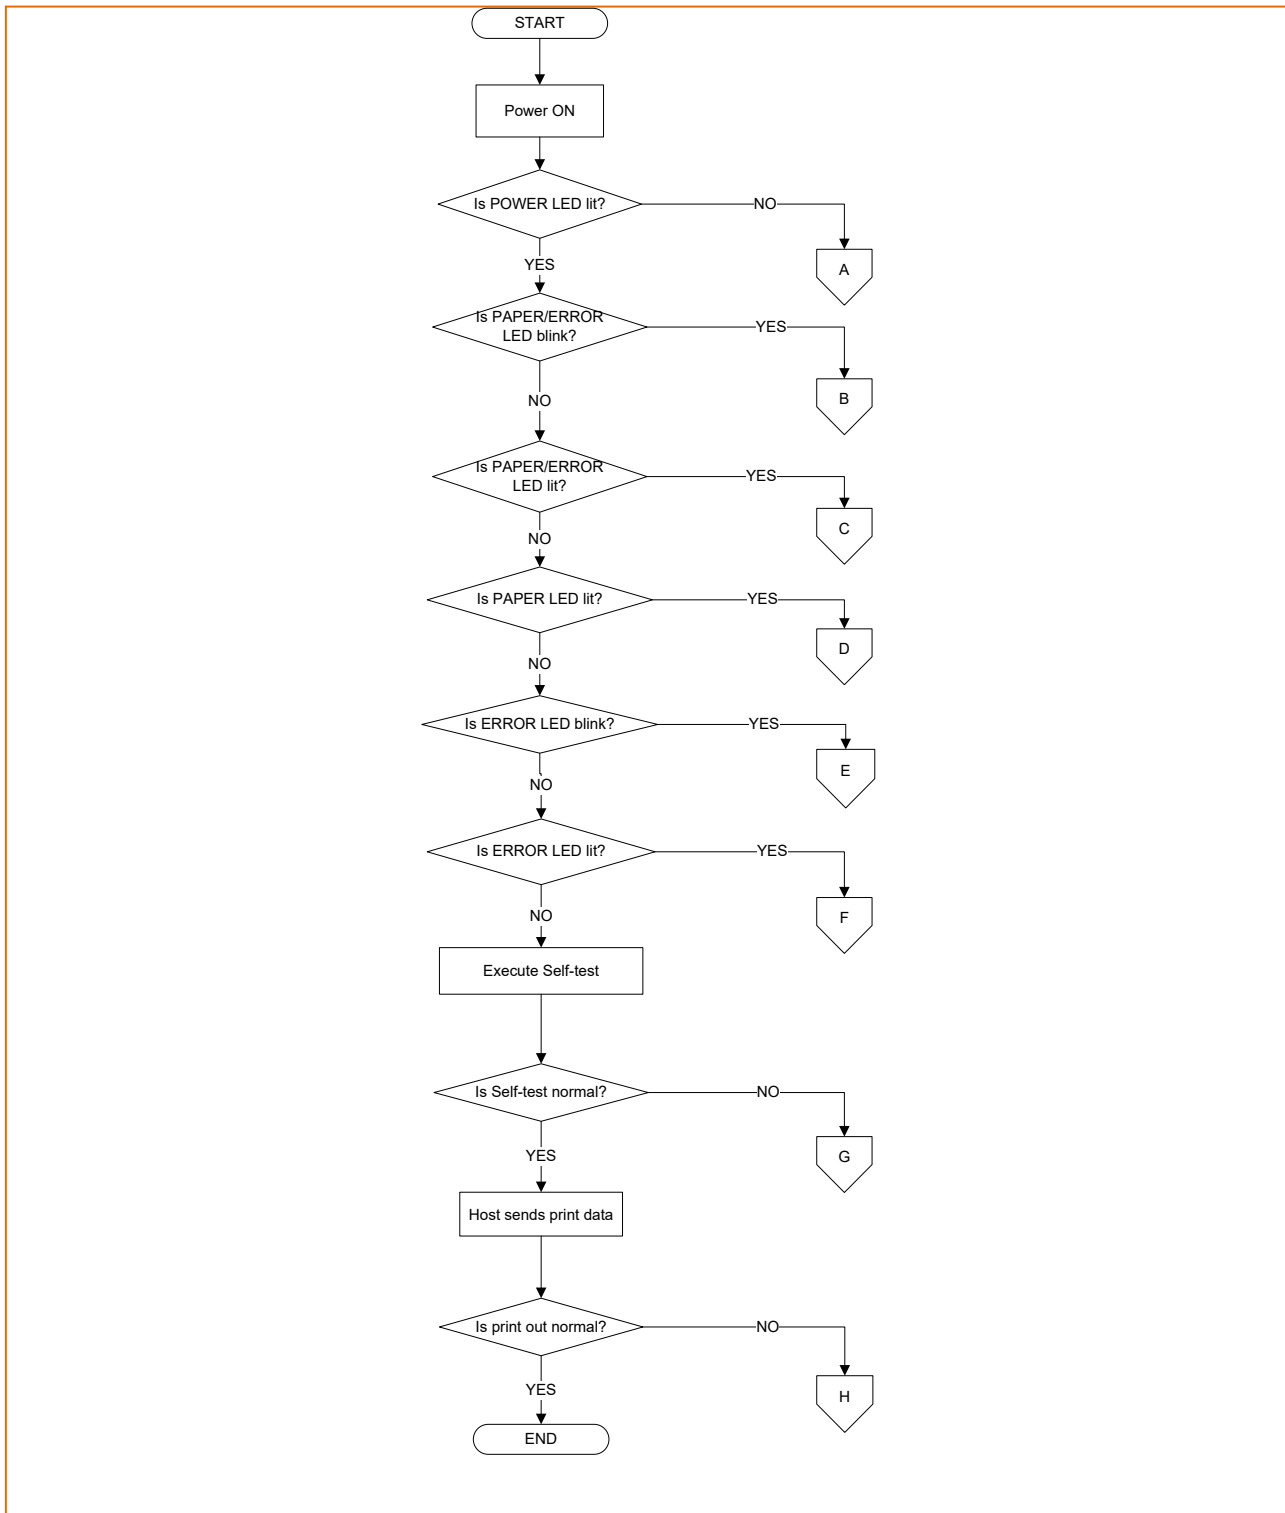 START
Power ON
Is POWER LED lit?
NO
A
YES
Is PAPER/ERROR
LED blink?
YES
B
NO
Is PAPER/ERROR
LED lit?
YES
C
NO
Is PAPER LED lit?
YES
D
NO
Is ERROR LED blink?
YES
E
NO
Is ERROR LED lit?
YES
F
NO
Execute Self-test
Is Self-test normal?
NO
G
YES
Host sends print data
Is print out normal?
NO
H
YES
END